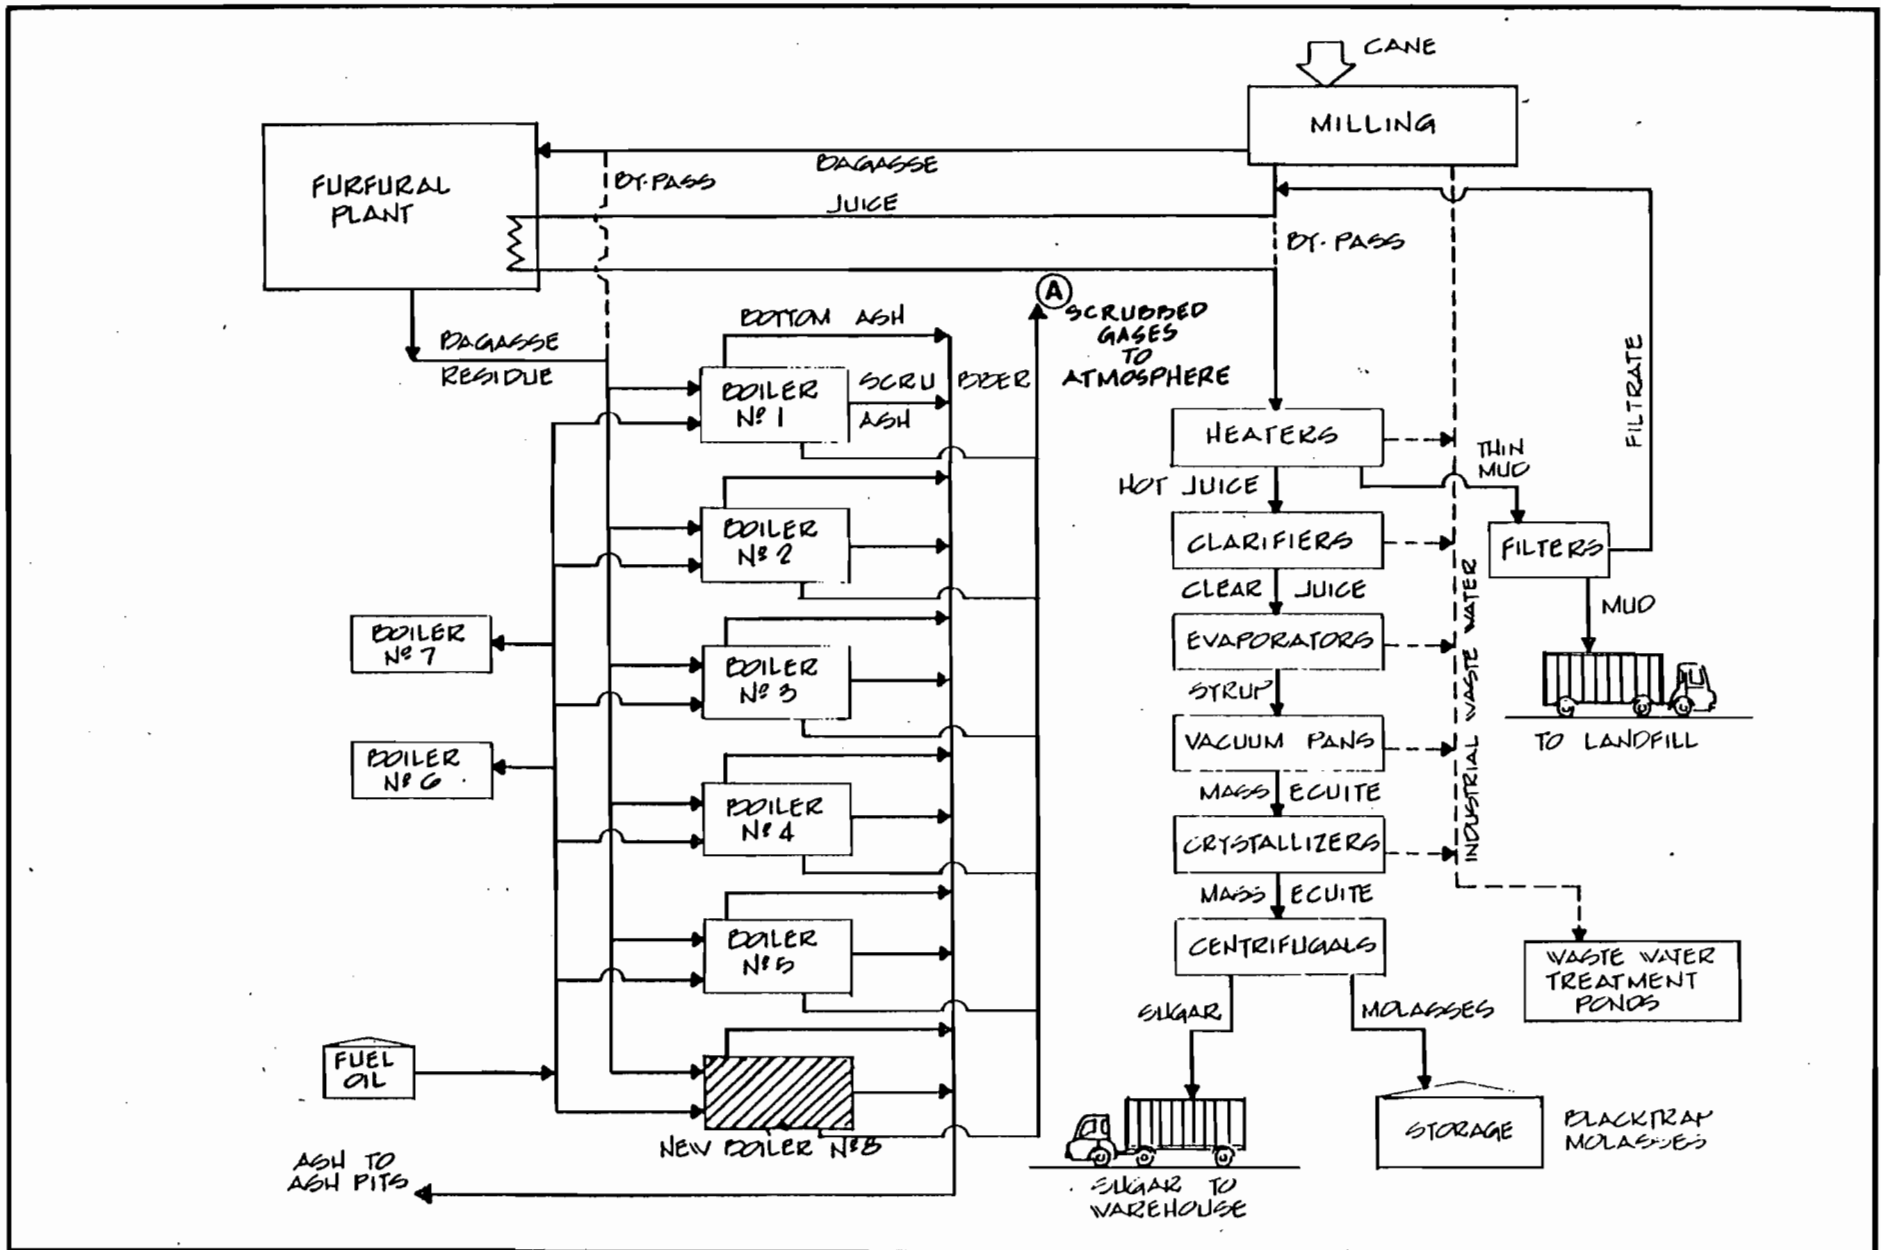 CANE
MILLING
FURFURAL
PLANT
BAGASSE
BY-PASS
JUICE
BY-PASS
A
SCRUBBED
GASES
TO
ATMOSPHERE
BOTTOM ASH
BAGASSE
RESIDUE
BOILER
Nº 1
SCRUBBER
ASH
FILTRATE
HEATERS
THIN
MUD
HOT JUICE
BOILER
Nº 2
CLARIFIERS
FILTERS
CLEAR JUICE
MUD
INDUSTRIAL WASTE WATER
BOILER
Nº 7
BOILER
Nº 3
EVAPORATORS
SYRUP
TO LANDFILL
BOILER
Nº 6
VACUUM PANS
MASS ECUITE
BOILER
Nº 4
CRYSTALLIZERS
MASS ECUITE
BOILER
Nº 5
CENTRIFUGALS
WASTE WATER
TREATMENT
PONDS
SUGAR
MOLASSES
FUEL
OIL
NEW BOILER Nº 8
STORAGE
BLACKTRAP
MOLASSES
ASH TO
ASH PITS
SUGAR TO
WAREHOUSE